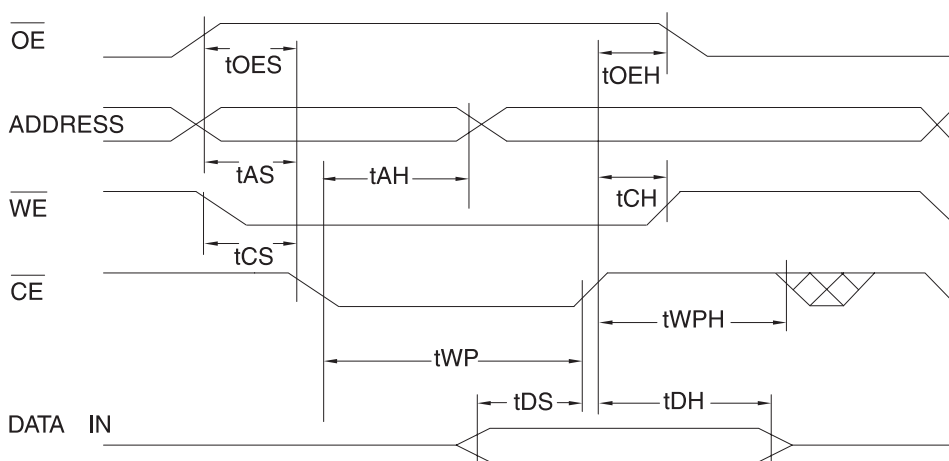 OE
tOES
tOEH
ADDRESS
tAS
tAH
tCH
WE
tCS
CE
tWPH
tWP
tDS
tDH
DATA IN